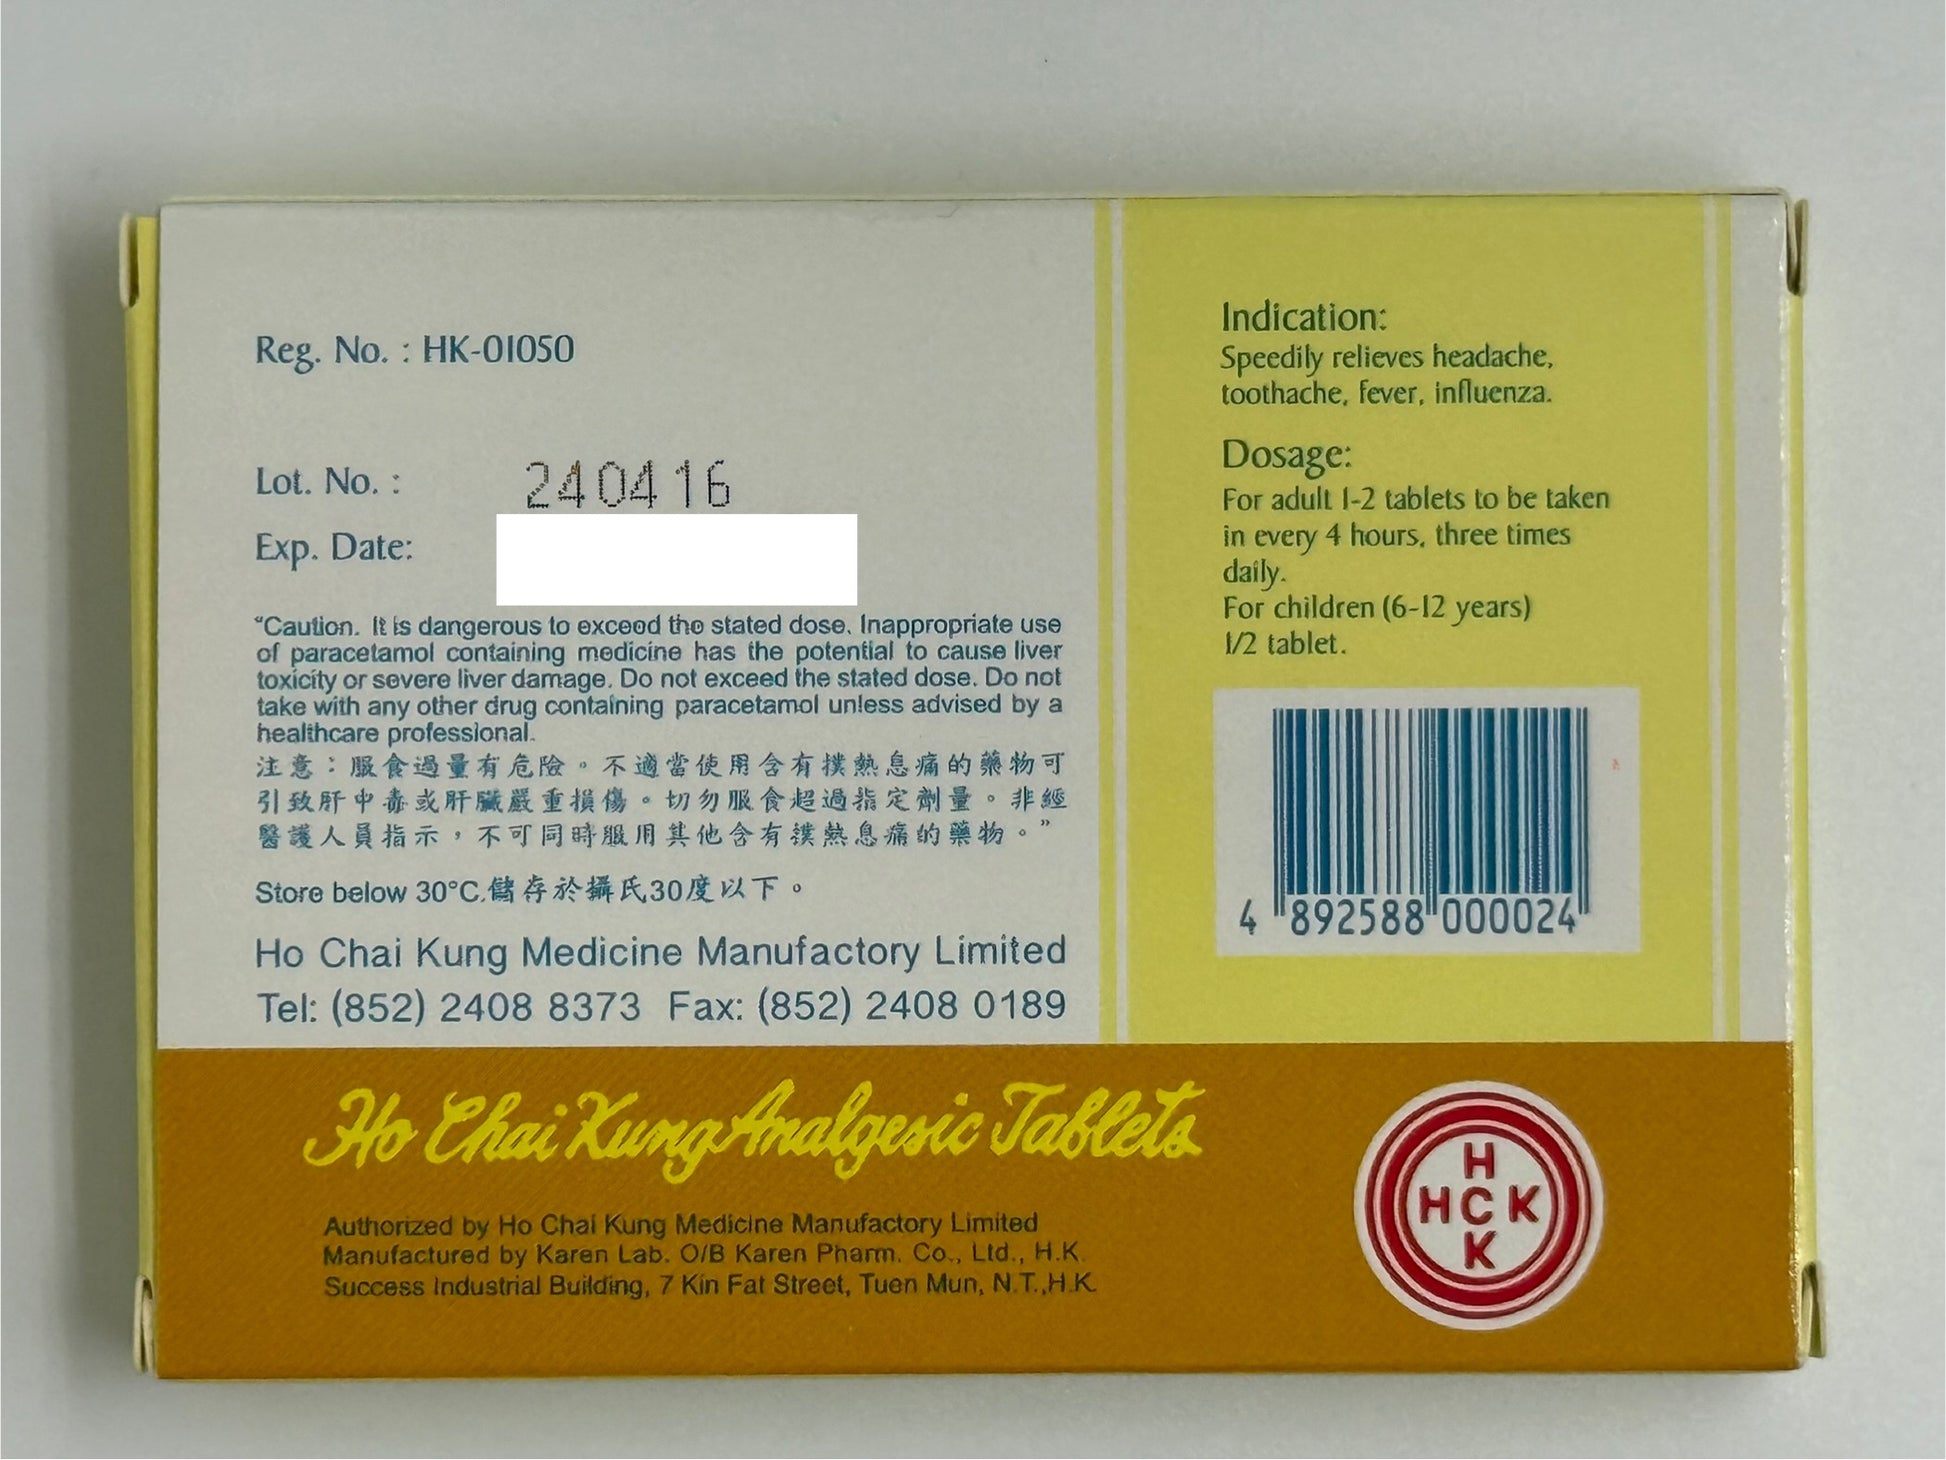 Reg. No. : HK-01050
Lot. No. : 240416
Exp. Date:
"Caution. It is dangerous to exceed the stated dose. Inappropriate use
of paracetamol containing medicine has the potential to cause liver
toxicity or severe liver damage. Do not exceed the stated dose. Do not
take with any other drug containing paracetamol unless advised by a
healthcare professional.
注意：服食過量有危險。不適當使用含有撲熱息痛的藥物可
引致肝中毒或肝臟嚴重損傷。切勿服食超過指定劑量。非經
醫護人員指示，不可同時服用其他含有撲熱息痛的藥物。"
Store below 30°C.儲存於攝氏30度以下。
Ho Chai Kung Medicine Manufactory Limited
Tel: (852) 2408 8373 Fax: (852) 2408 0189
Indication:
Speedily relieves headache,
toothache, fever, influenza.
Dosage:
For adult 1-2 tablets to be taken
in every 4 hours, three times
daily.
For children (6-12 years)
1/2 tablet.
4 892588 000024
Ho Chai Kung Analgesic Tablets
Authorized by Ho Chai Kung Medicine Manufactory Limited
Manufactured by Karen Lab. O/B Karen Pharm. Co., Ltd., H.K.
Success Industrial Building, 7 Kin Fat Street, Tuen Mun, N.T.,H.K.
H
HCK
K